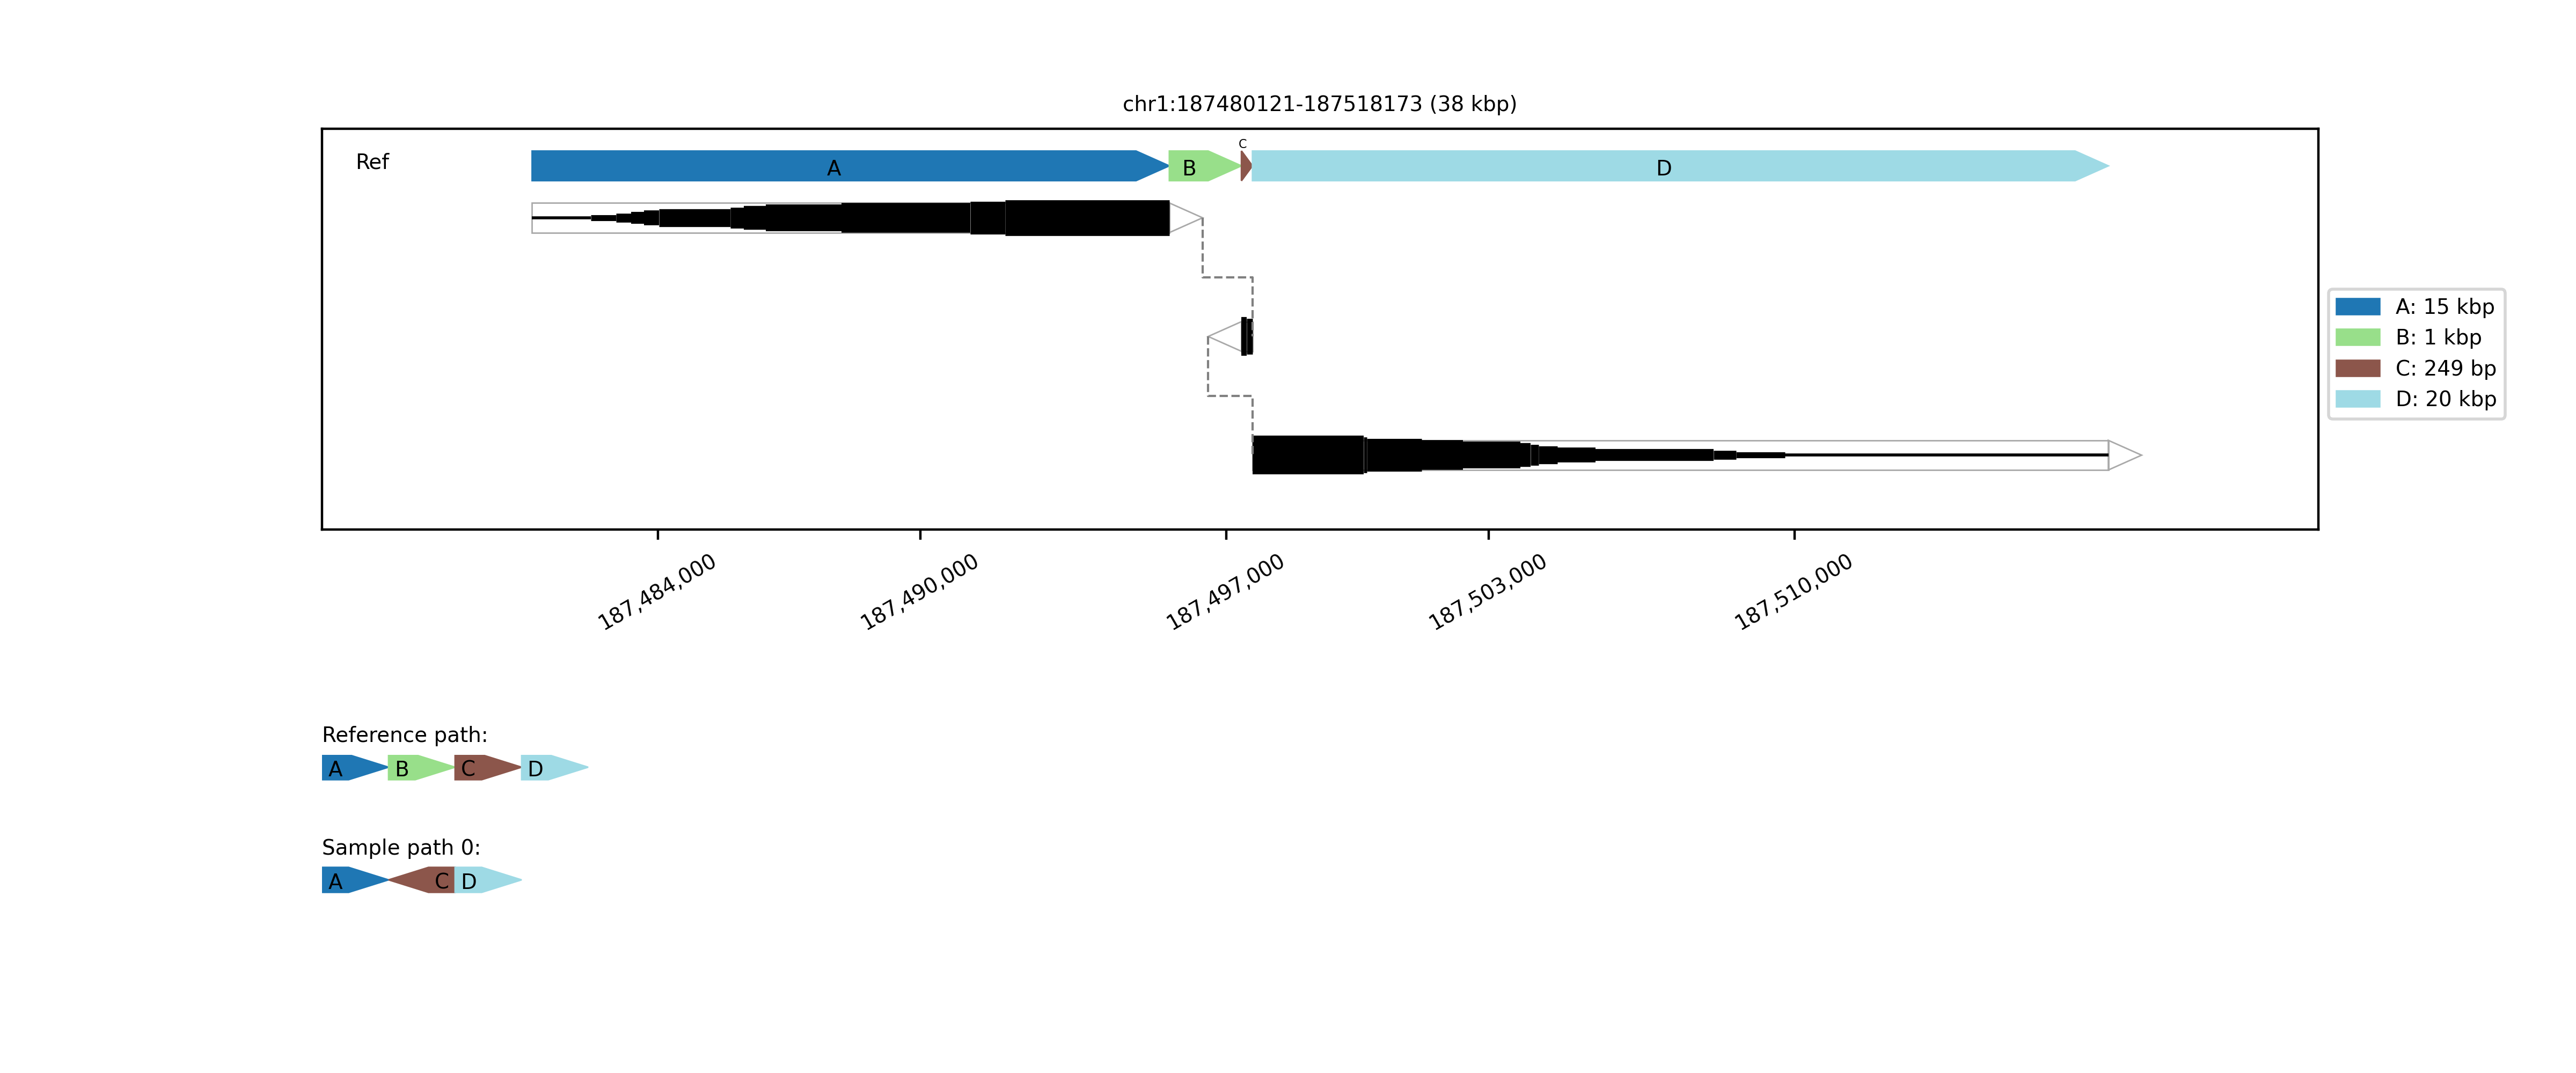 chr1:187480121-187518173 (38 kbp)
Ref
A
B
C
D
A: 15 kbp
B: 1 kbp
C: 249 bp
D: 20 kbp
187,484,000
187,490,000
187,497,000
187,503,000
187,510,000
Reference path:
A B C D
Sample path 0:
A C D